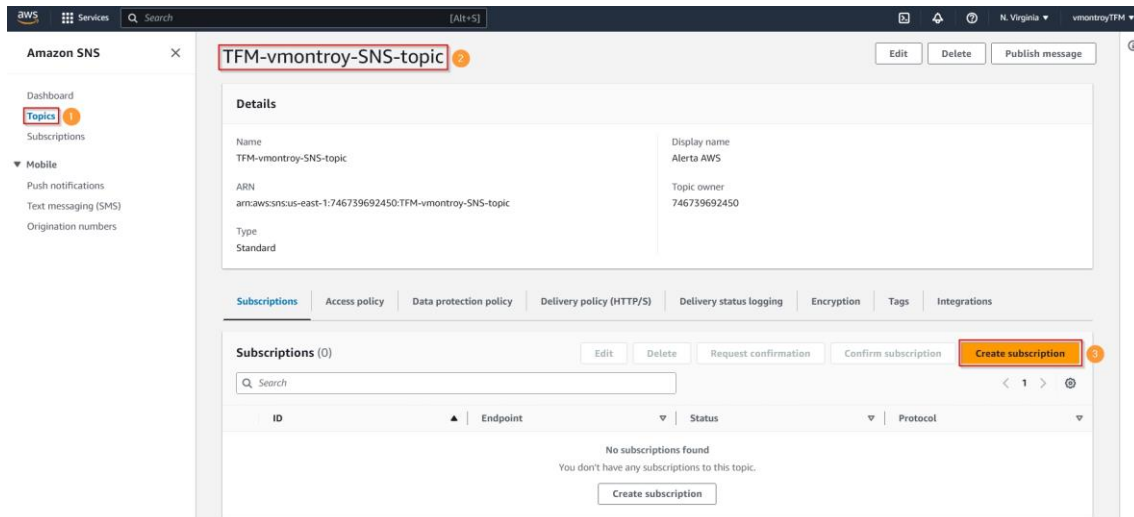 aws Services Search [Alt+S] N. Virginia vmontroyTFM
Amazon SNS
Dashboard
Topics 1
Subscriptions
Mobile
Push notifications
Text messaging (SMS)
Origination numbers
TFM-vmontroy-SNS-topic 2
Edit Delete Publish message
Details
Name
TFM-vmontroy-SNS-topic
ARN
arn:aws:sns:us-east-1:746739692450:TFM-vmontroy-SNS-topic
Type
Standard
Display name
Alerta AWS
Topic owner
746739692450
Subscriptions Access policy Data protection policy Delivery policy (HTTP/S) Delivery status logging Encryption Tags Integrations
Subscriptions (0) Edit Delete Request confirmation Confirm subscription Create subscription 3
Search 1
ID Endpoint Status Protocol
No subscriptions found
You don't have any subscriptions to this topic.
Create subscription